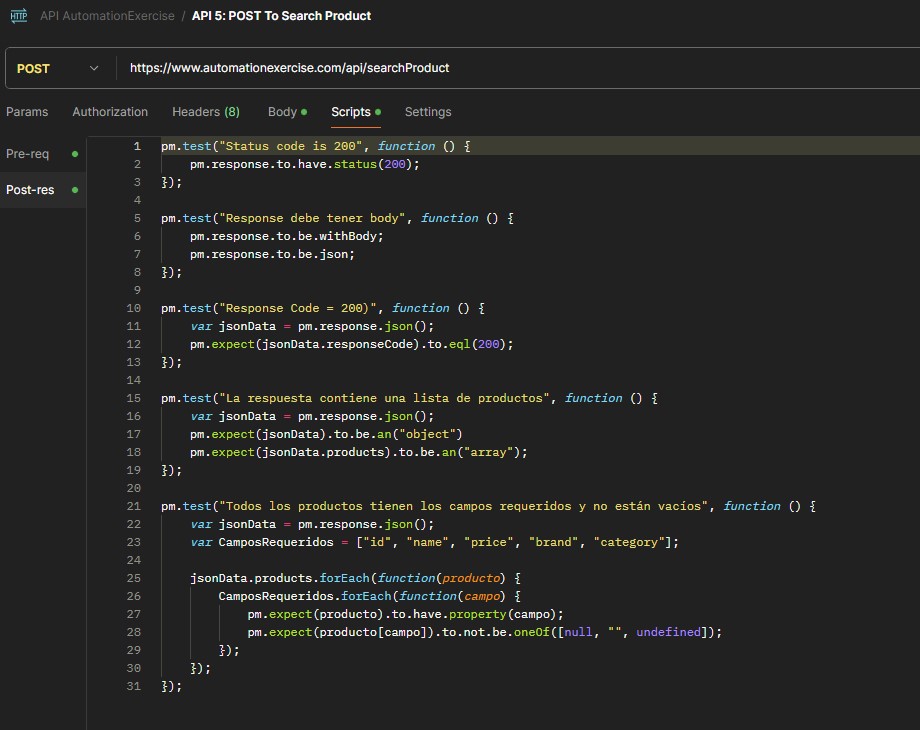 HTTP API AutomationExercise / API 5: POST To Search Product
POST https://www.automationexercise.com/api/searchProduct
Params Authorization Headers (8) Body Scripts Settings
Pre-req
Post-res
1 pm.test("Status code is 200", function () {
2 pm.response.to.have.status(200);
3 });
4
5 pm.test("Response debe tener body", function () {
6 pm.response.to.be.withBody;
7 pm.response.to.be.json;
8 });
9
10 pm.test("Response Code = 200)", function () {
11 var jsonData = pm.response.json();
12 pm.expect(jsonData.responseCode).to.eql(200);
13 });
14
15 pm.test("La respuesta contiene una lista de productos", function () {
16 var jsonData = pm.response.json();
17 pm.expect(jsonData).to.be.an("object")
18 pm.expect(jsonData.products).to.be.an("array");
19 });
20
21 pm.test("Todos los productos tienen los campos requeridos y no están vacíos", function () {
22 var jsonData = pm.response.json();
23 var CamposRequeridos = ["id", "name", "price", "brand", "category"];
24
25 jsonData.products.forEach(function(producto) {
26 CamposRequeridos.forEach(function(campo) {
27 pm.expect(producto).to.have.property(campo);
28 pm.expect(producto[campo]).to.not.be.oneOf([null, "", undefined]);
29 });
30 });
31 });